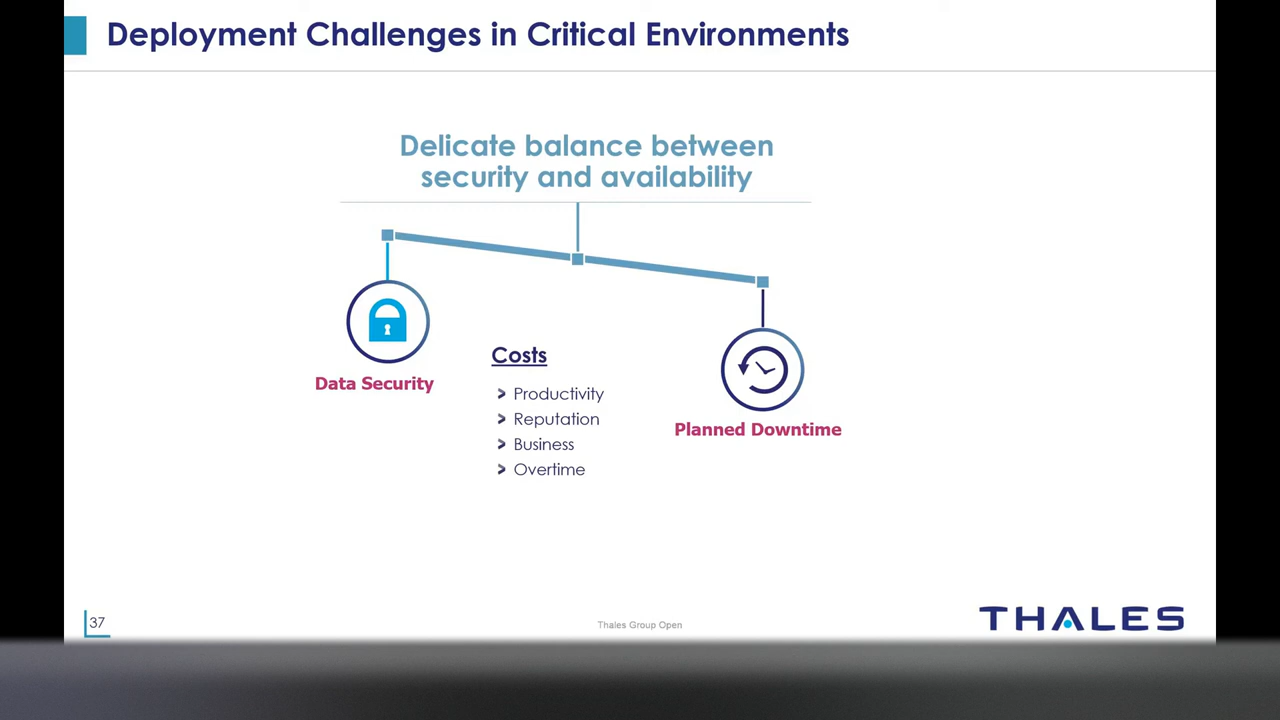 Deployment Challenges in Critical Environments
Delicate balance between
security and availability
Data Security
Costs
Productivity
Reputation
Business
Overtime
Planned Downtime
37
Thales Group Open
THALES